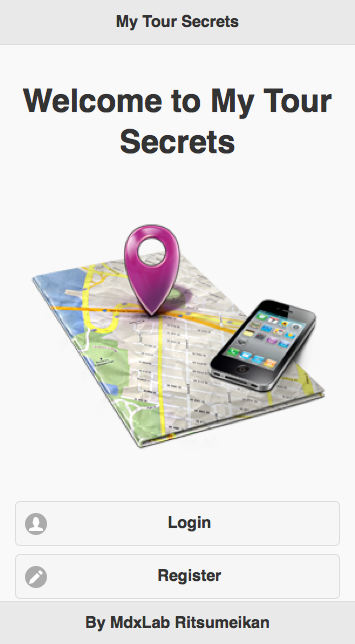 My Tour Secrets
Welcome to My Tour
Secrets
Login
Register
By MdxLab Ritsumeikan